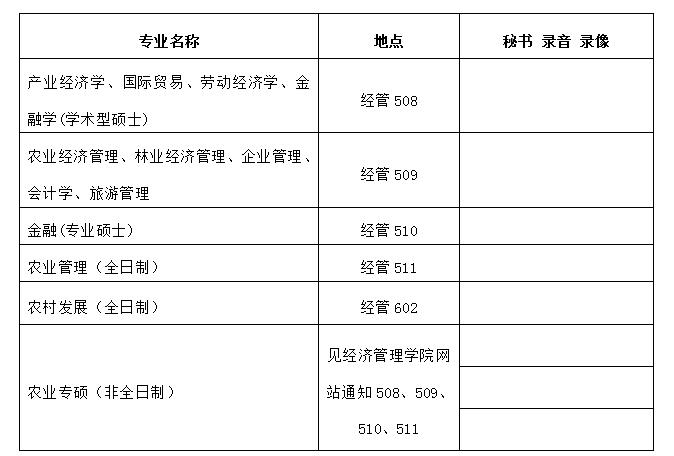 专业名称 地点 秘书 录音 录像
产业经济学、国际贸易、劳动经济学、金
融学(学术型硕士)
经管 508
农业经济管理、林业经济管理、企业管理、
会计学、旅游管理
经管 509
金融(专业硕士) 经管 510
农业管理（全日制） 经管 511
农村发展（全日制） 经管 602
农业专硕（非全日制）
见经济管理学院网
站通知 508、509、
510、511